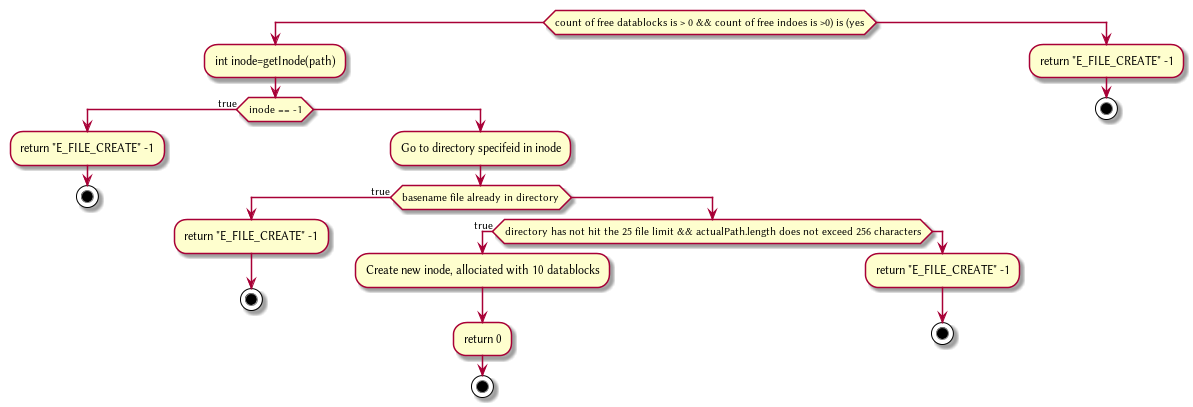 count of free datablocks is > 0 && count of free indoes is >0) is (yes
int inode=getInode(path)
return "E_FILE_CREATE" -1
true
inode == -1
return "E_FILE_CREATE" -1
Go to directory specifeid in inode
true
basename file already in directory
return "E_FILE_CREATE" -1
true
directory has not hit the 25 file limit && actualPath.length does not exceed 256 characters
Create new inode, allociated with 10 datablocks
return "E_FILE_CREATE" -1
return 0